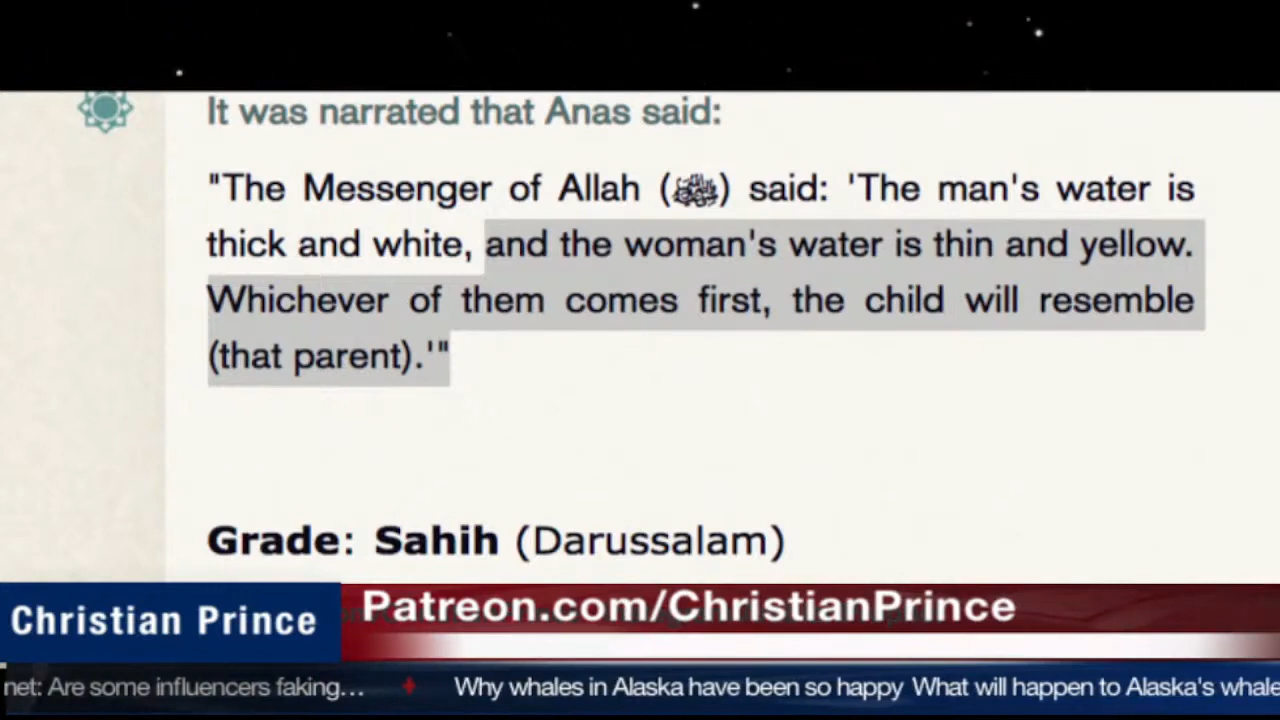 It was narrated that Anas said:
"The Messenger of Allah (ﷺ) said: 'The man's water is
thick and white, and the woman's water is thin and yellow.
Whichever of them comes first, the child will resemble
(that parent).'"
Grade: Sahih (Darussalam)
Christian Prince
Patreon.com/ChristianPrince
net: Are some influencers faking... Why whales in Alaska have been so happy What will happen to Alaska's whale